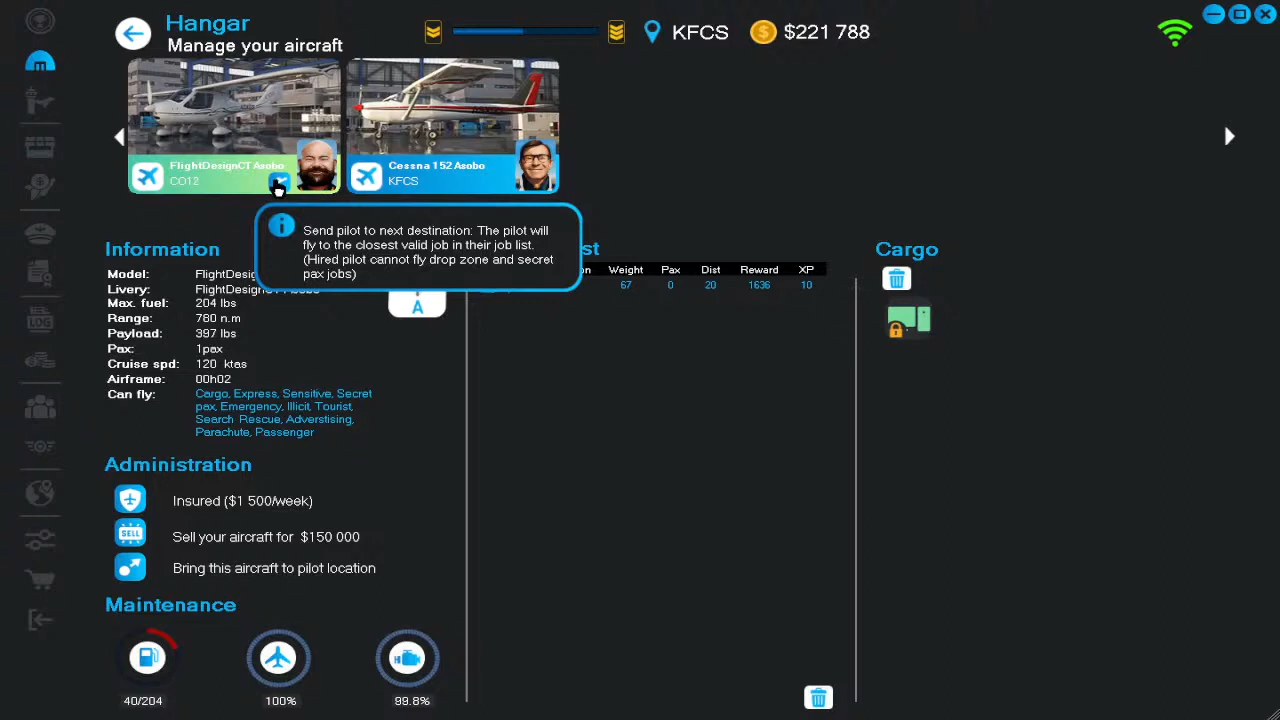 Hangar
Manage your aircraft
KFCS
$221 788
FlightDesignCT Asobo
CO12
Cessna 152 Asobo
KFCS
Send pilot to next destination: The pilot will
fly to the closest valid job in their job list.
(Hired pilot cannot fly drop zone and secret
pax jobs)
Information
Model:
Livery:
Max. fuel: 204 lbs
Range: 780 n.m
Payload: 397 lbs
Pax: 1pax
Cruise spd: 120 ktas
Airframe: 00h02
Can fly: Cargo, Express, Sensitive, Secret
pax, Emergency, Illicit, Tourist,
Search Rescue, Adverstising,
Parachute, Passenger
A
Weight Pax Dist Reward XP
67 0 20 1636 10
Cargo
Administration
Insured ($1 500/week)
SELL
Sell your aircraft for $150 000
Bring this aircraft to pilot location
Maintenance
40/204
100%
99.8%
LOG